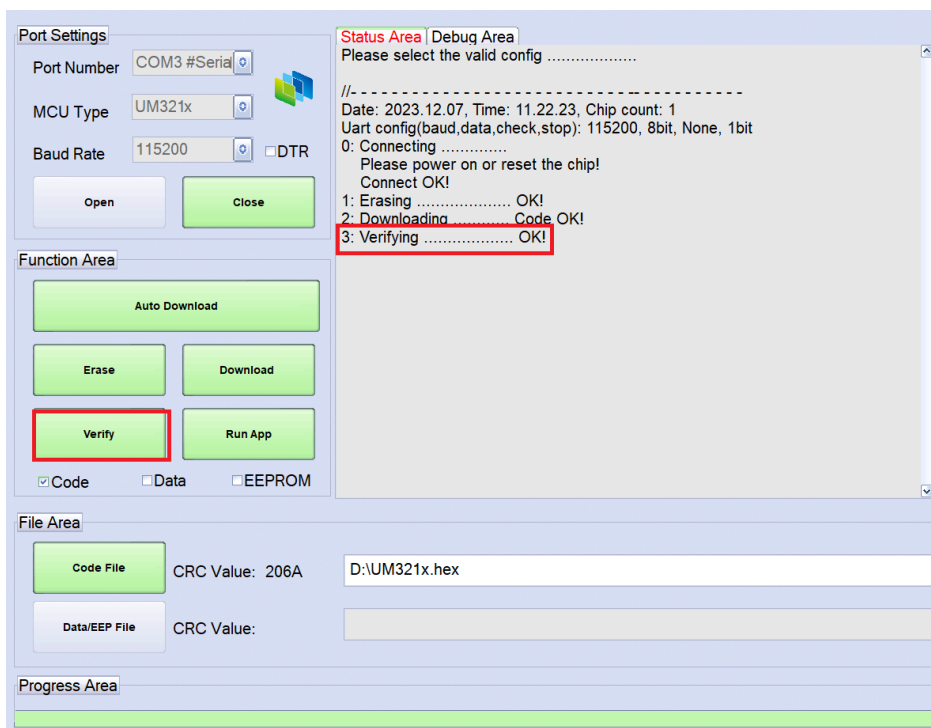 Port Settings
Port Number COM3 #Serial
MCU Type UM321x
Baud Rate 115200 DTR
Open Close
Function Area
Auto Download
Erase Download
Verify Run App
Code Data EEPROM
Status Area Debug Area
Please select the valid config ...................
//- - - - - - - - - - - - - - - - - - - - - - - - - - -- - - - - - - - - - - -
Date: 2023.12.07, Time: 11.22.23, Chip count: 1
Uart config(baud,data,check,stop): 115200, 8bit, None, 1bit
0: Connecting ..............
Please power on or reset the chip!
Connect OK!
1: Erasing .................... OK!
2: Downloading ............ Code OK!
3: Verifying ................... OK!
File Area
Code File CRC Value: 206A D:\UM321x.hex
Data/EEP File CRC Value:
Progress Area